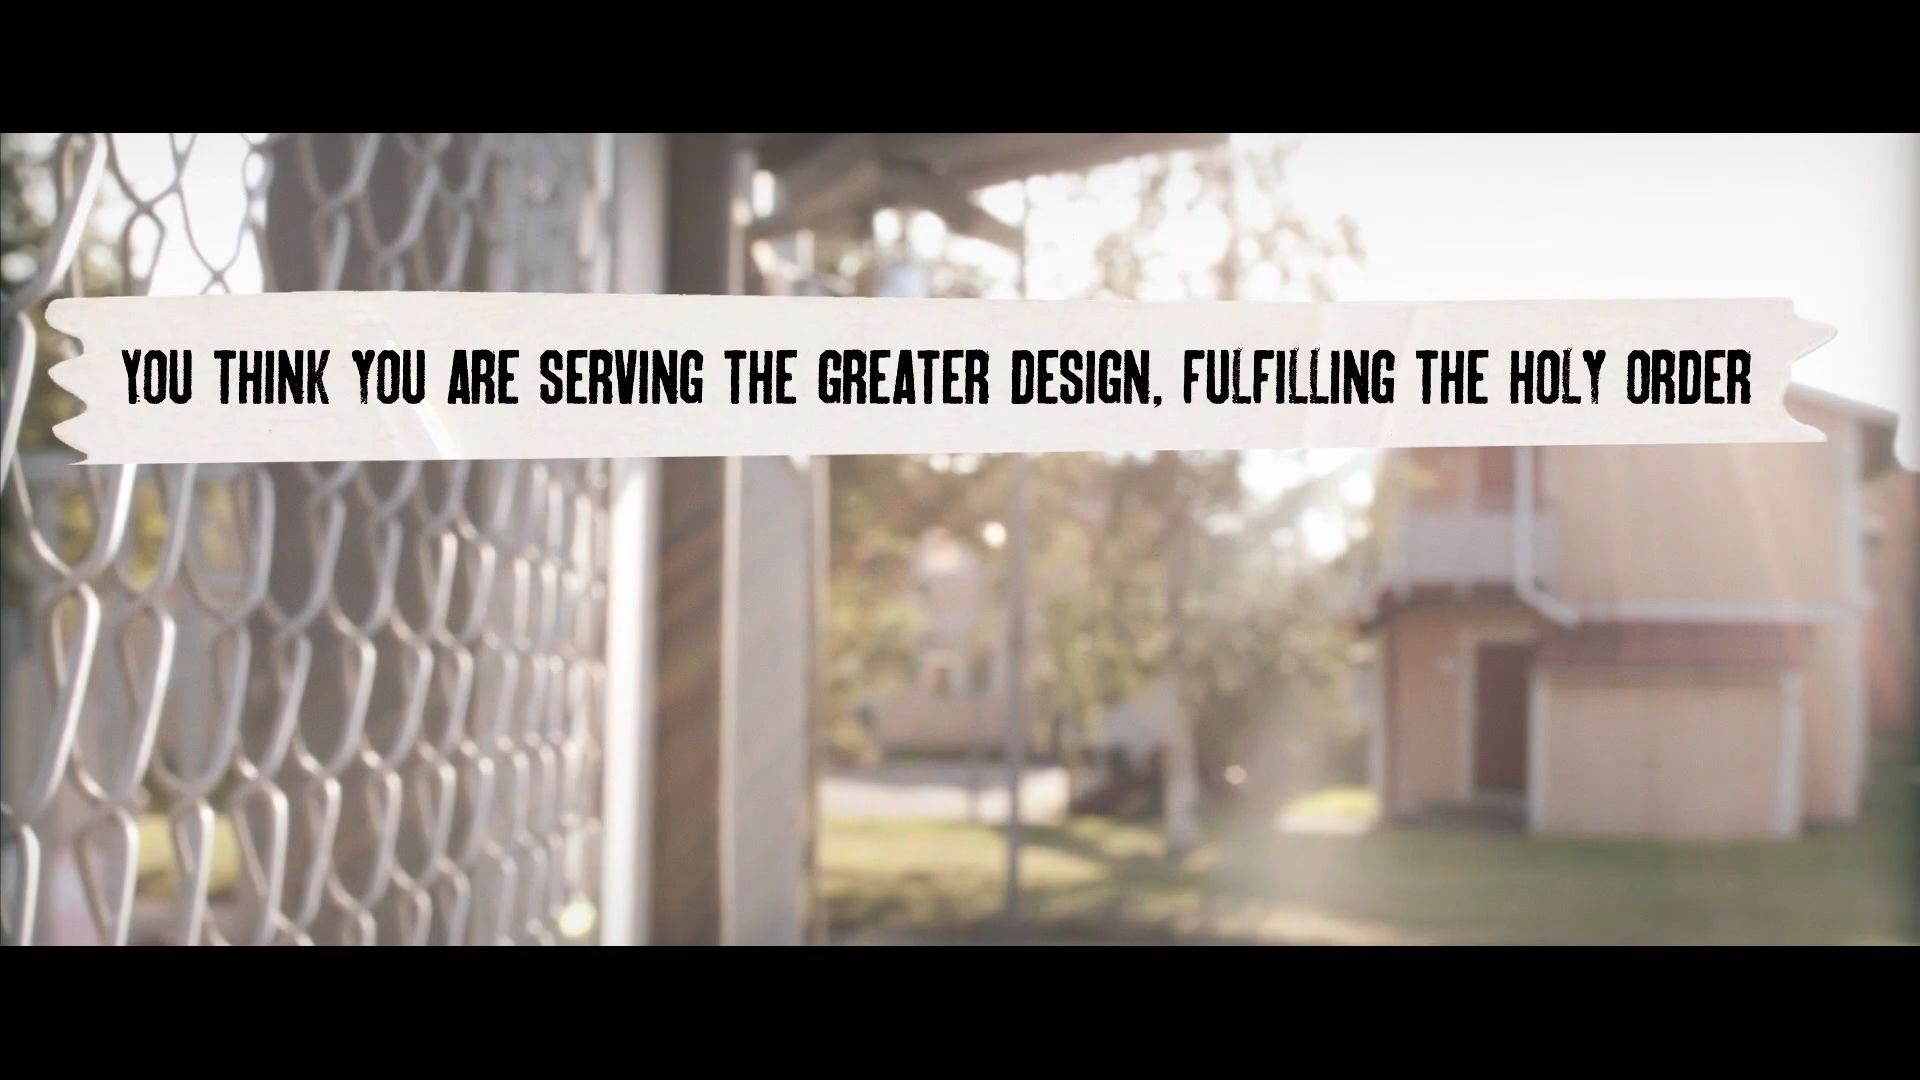 YOU THINK YOU ARE SERVING THE GREATER DESIGN, FULFILLING THE HOLY ORDER